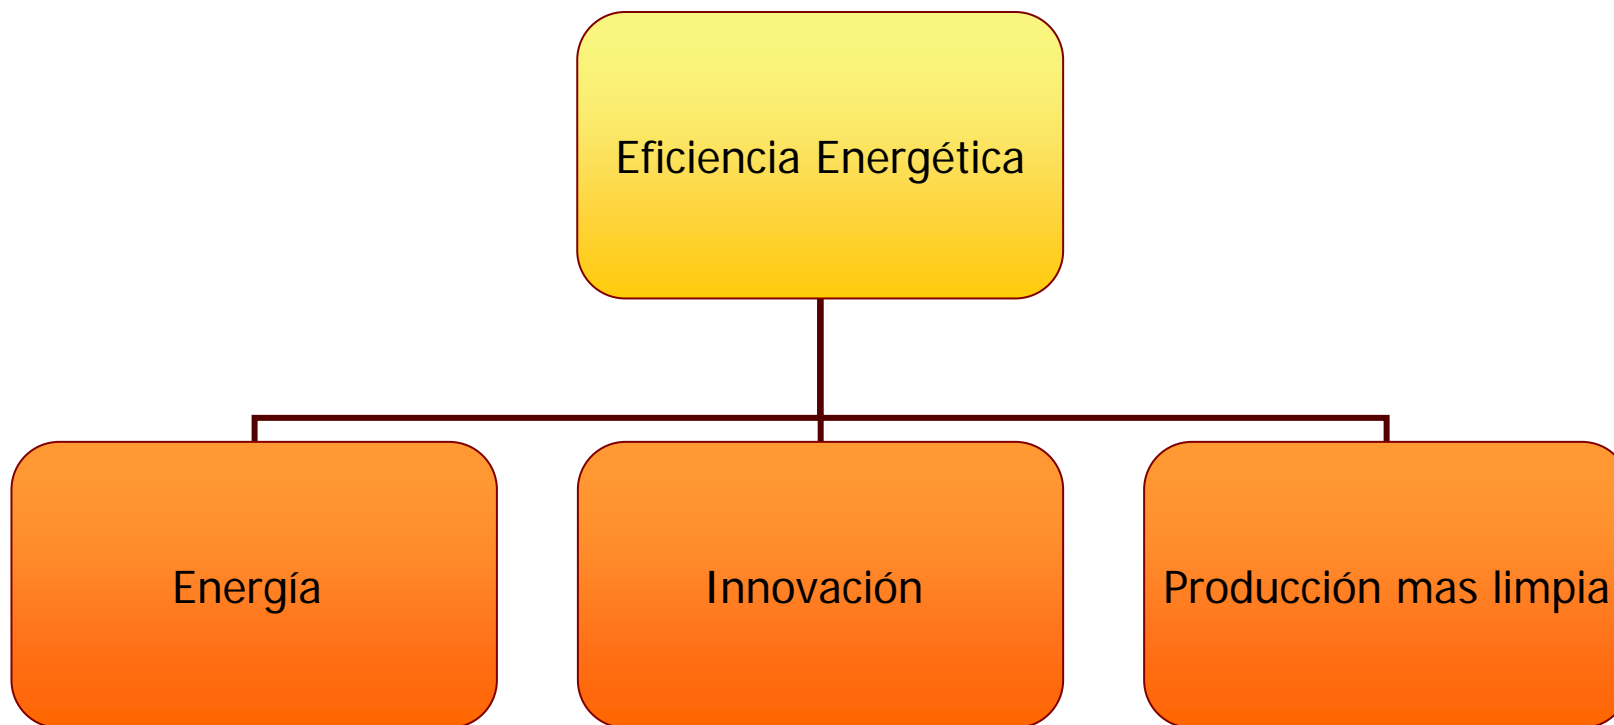 Eficiencia Energética
Energía
Innovación
Producción mas limpia